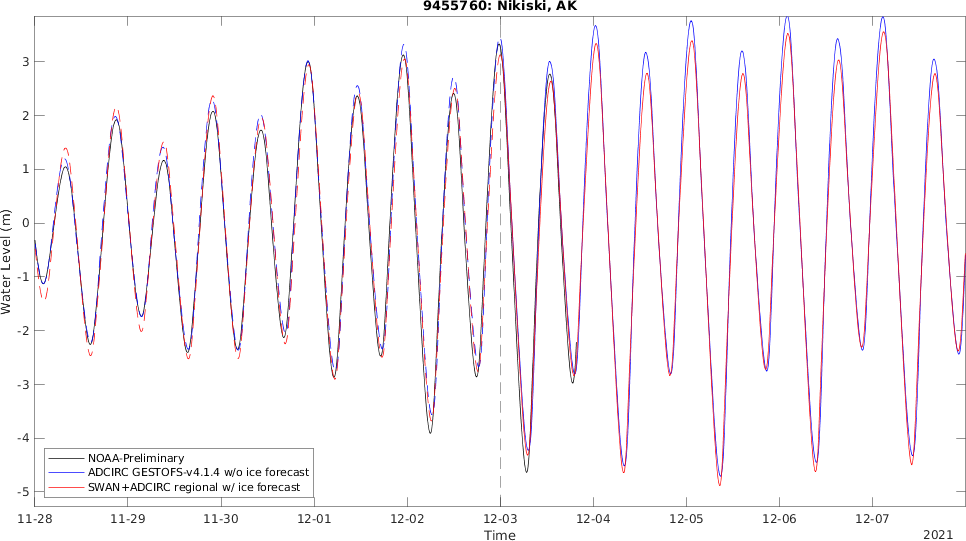 9455760: Nikiski, AK
Water Level (m)
3
2
1
0
-1
-2
-3
-4
-5
NOAA-Preliminary
ADCIRC GESTOFS-v4.1.4 w/o ice forecast
SWAN+ADCIRC regional w/ ice forecast
11-28 11-29 11-30 12-01 12-02 12-03 12-04 12-05 12-06 12-07
Time
2021